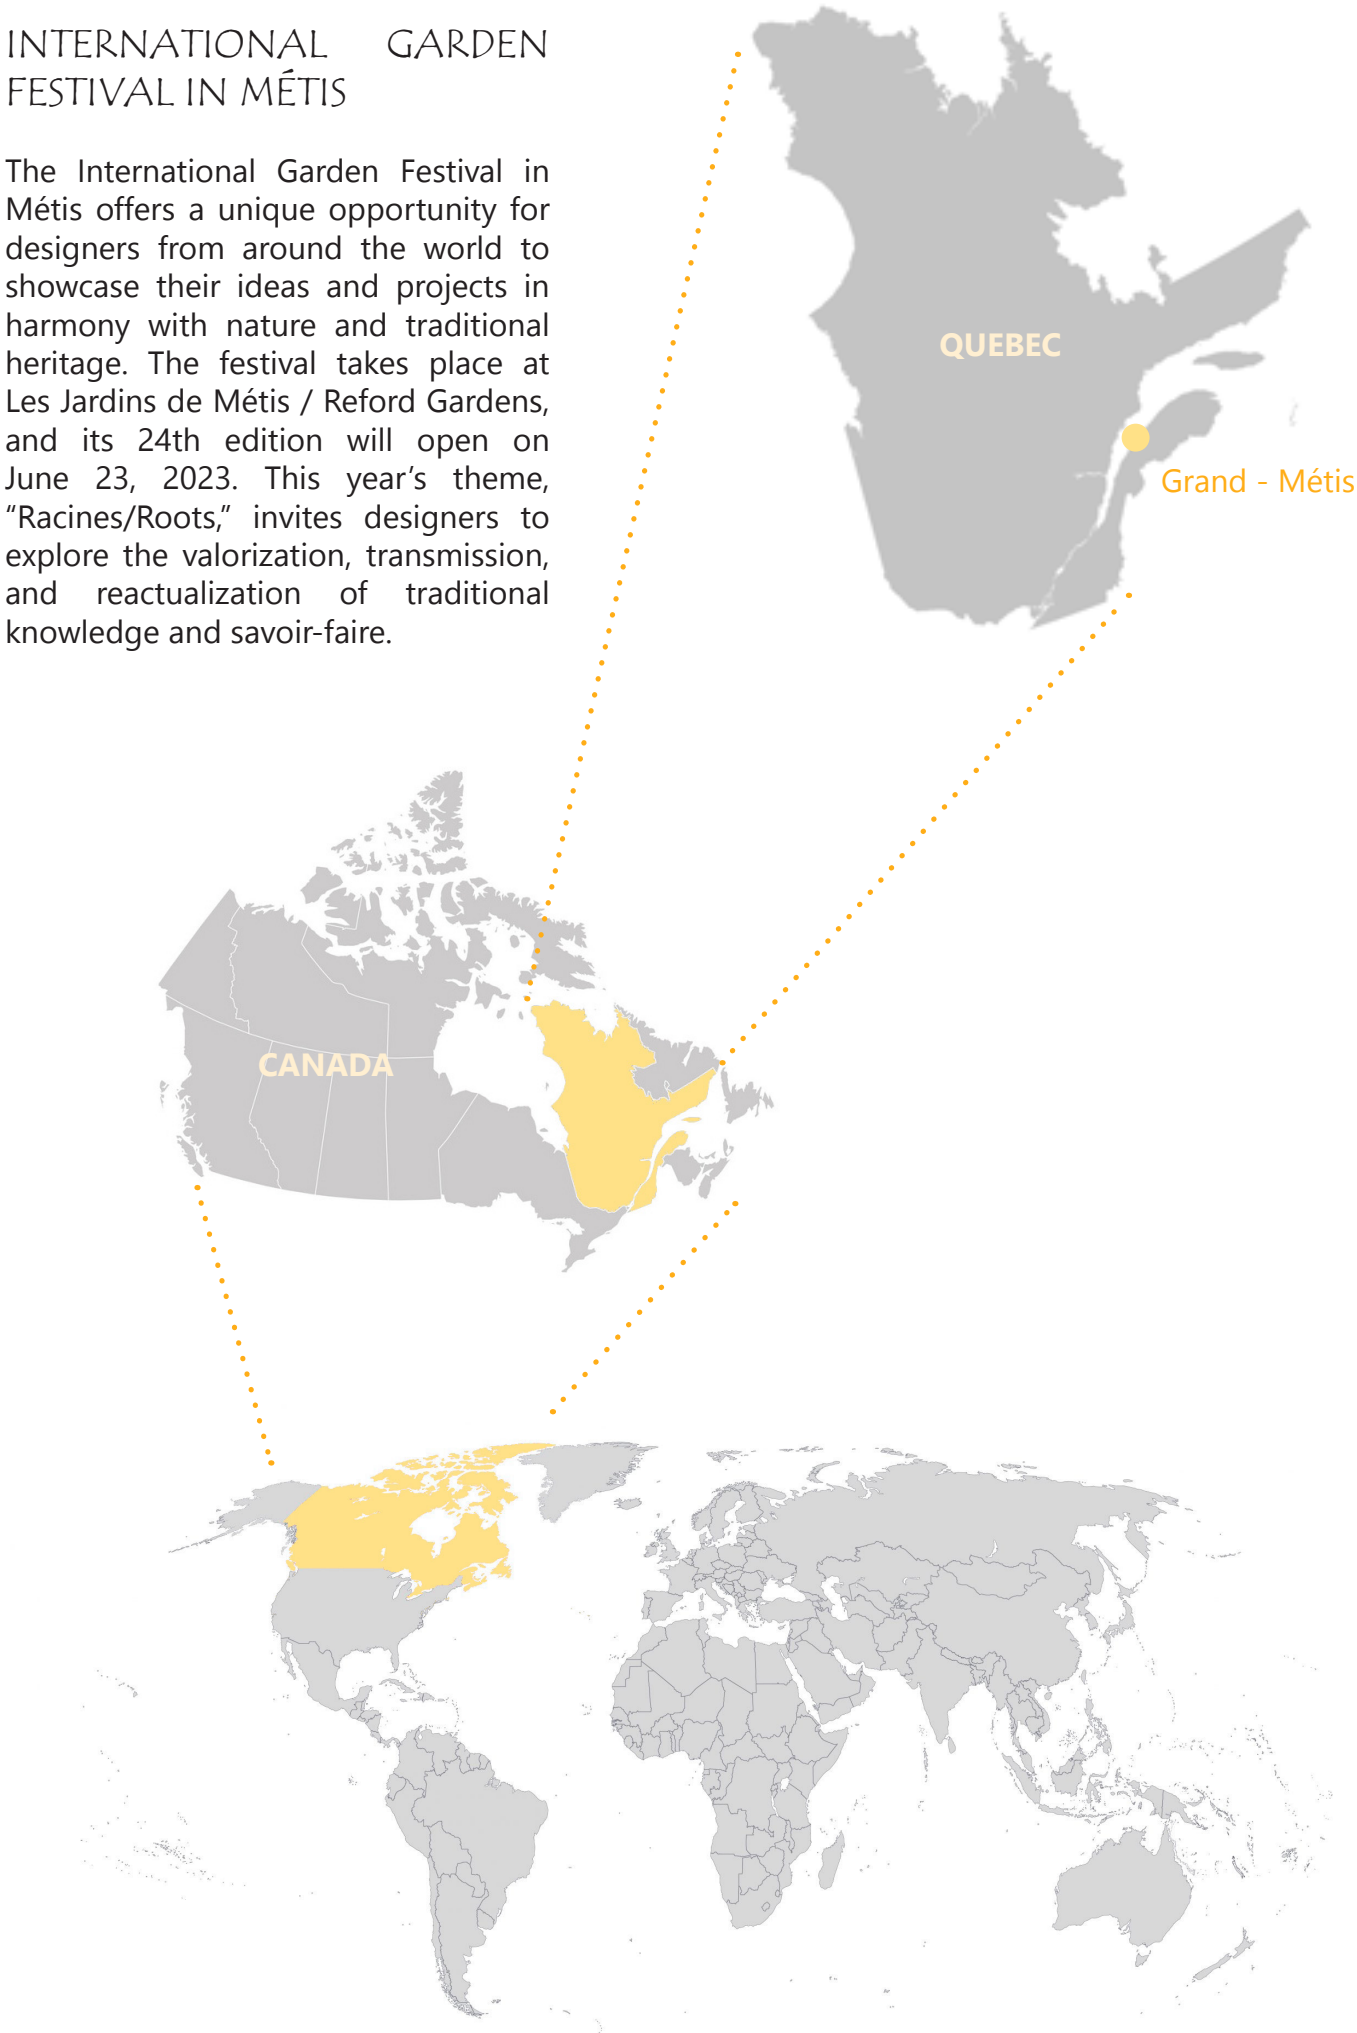 INTERNATIONAL GARDEN
FESTIVAL IN MÉTIS
The International Garden Festival in
Métis offers a unique opportunity for
designers from around the world to
showcase their ideas and projects in
harmony with nature and traditional
heritage. The festival takes place at
Les Jardins de Métis / Reford Gardens,
and its 24th edition will open on
June 23, 2023. This year’s theme,
“Racines/Roots,” invites designers to
explore the valorization, transmission,
and reactualization of traditional
knowledge and savoir-faire.
QUEBEC
Grand - Métis
CANADA